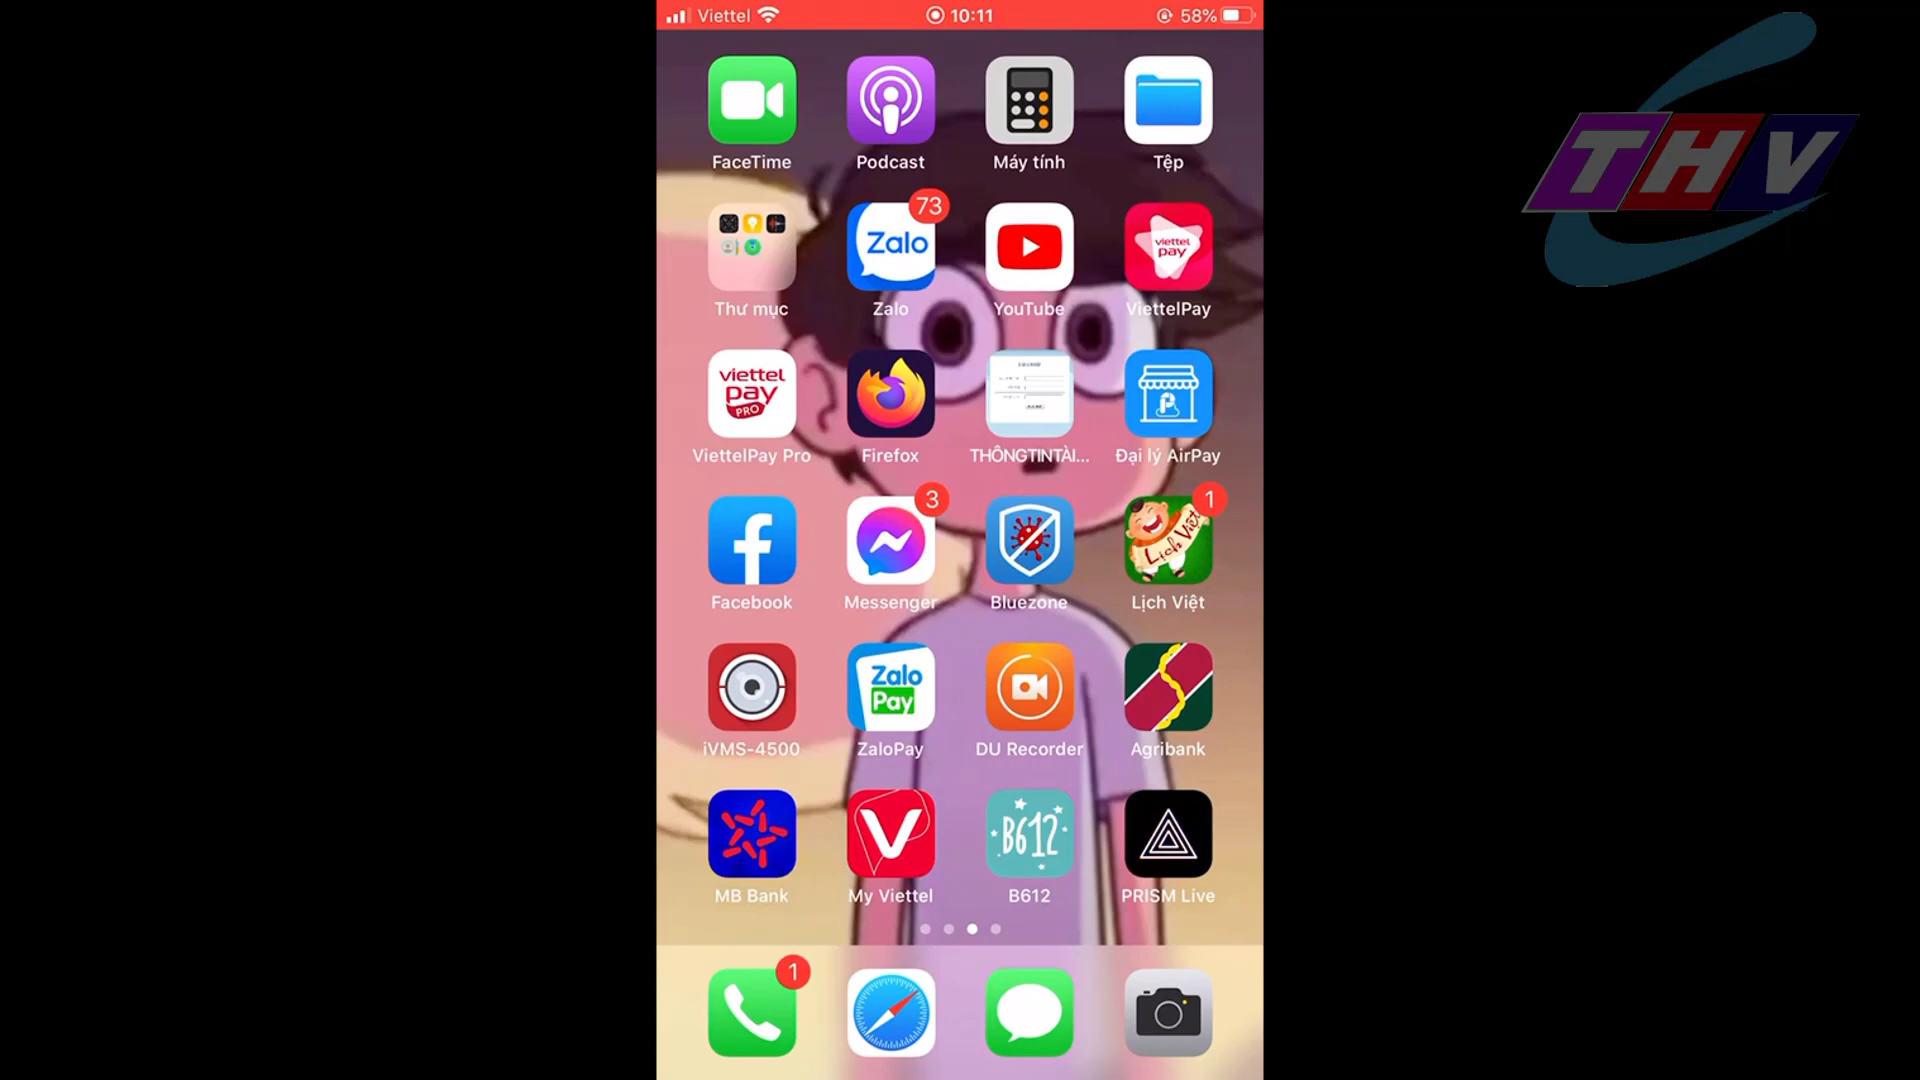 Viettel 10:11 58%
THV
FaceTime Podcast Máy tính Tệp
73
Zalo viettel pay
Thư mục Zalo YouTube ViettelPay
viettel pay PRO
ViettelPay Pro Firefox THÔNGTINTÀI... Đại lý AirPay
3 1
Lịch Việt
Facebook Messenger Bluezone Lịch Việt
Zalo Pay
iVMS-4500 ZaloPay DU Recorder Agribank
B612
MB Bank My Viettel B612 PRISM Live
1